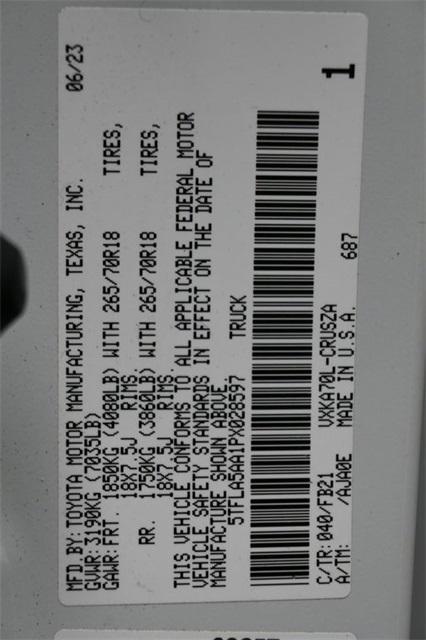 MFD. BY: TOYOTA MOTOR MANUFACTURING, TEXAS, INC. 06/23
GVWR: 3190KG (7035LB)
GAWR: FRT. 1850KG (4080LB) WITH 265/70R18 TIRES,
18X7.5J RIMS
RR. 1750KG (3860LB) WITH 265/70R18 TIRES,
18X7.5J RIMS.
THIS VEHICLE CONFORMS TO ALL APPLICABLE FEDERAL MOTOR
VEHICLE SAFETY STANDARDS IN EFFECT ON THE DATE OF
MANUFACTURE SHOWN ABOVE.
5TFLA5AA1PX028597 TRUCK
C/TR: 040/FB21 VXKA70L-CRUSZA 1
A/TM: /AJA0E MADE IN U.S.A. 687